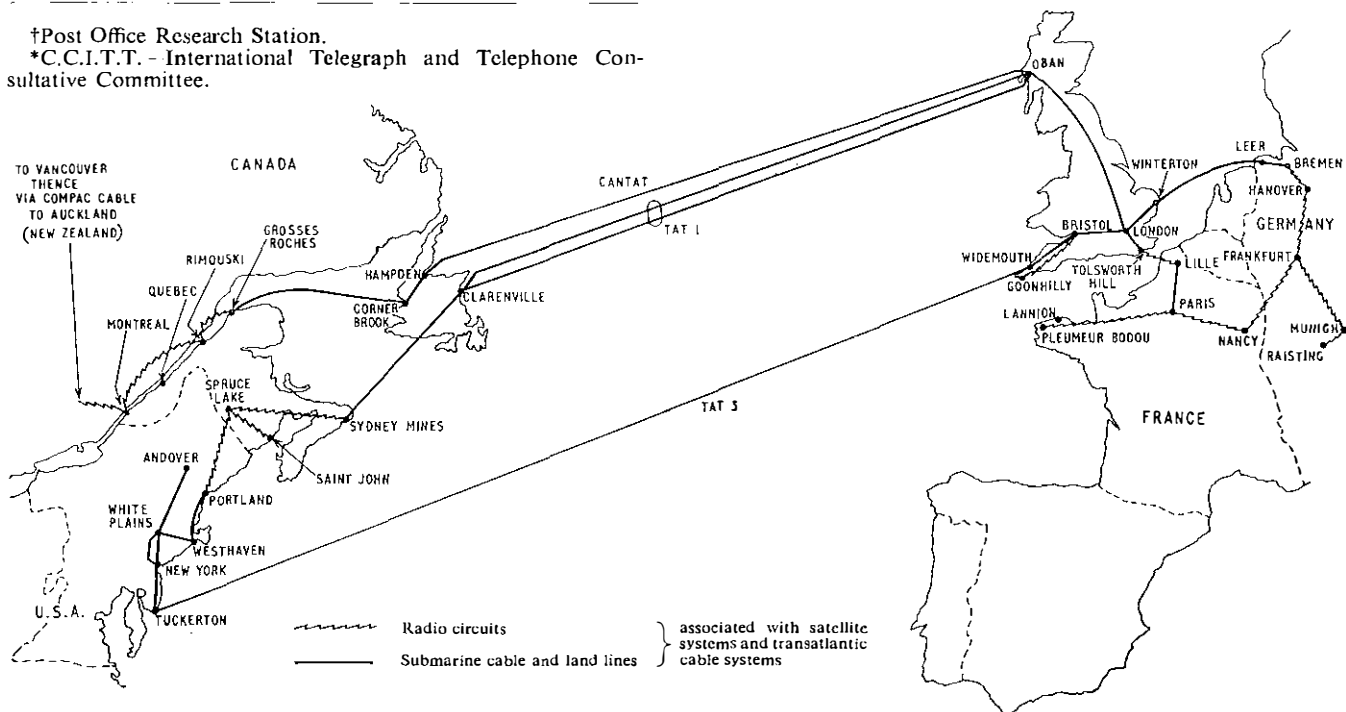 †Post Office Research Station.
*C.C.I.T.T. - International Telegraph and Telephone Con-
sultative Committee.
OBAN
CANADA
TO VANCOUVER
THENCE
VIA COMPAC CABLE
TO AUCKLAND
(NEW ZEALAND)
CANTAT
TAT 1
WINTERTON
LEER
BREMEN
HANOVER
GERMANY
GROSSES
ROCHES
RIMOUSKI
QUEBEC
MONTREAL
HAMPDEN
CORNER
BROOK
CLARENVILLE
BRISTOL
LONDON
WIDEMOUTH
GOONHILLY
TOLSWORTH
HILL
LILLE
FRANKFURT
PARIS
LANNION
PLEUMEUR BODOU
NANCY
MUNICH
RAISTING
SPRUCE
LAKE
SYDNEY MINES
TAT 3
FRANCE
ANDOVER
SAINT JOHN
PORTLAND
WHITE
PLAINS
WESTHAVEN
NEW YORK
U.S.A.
TUCKERTON
Radio circuits
Submarine cable and land lines
associated with satellite
systems and transatlantic
cable systems